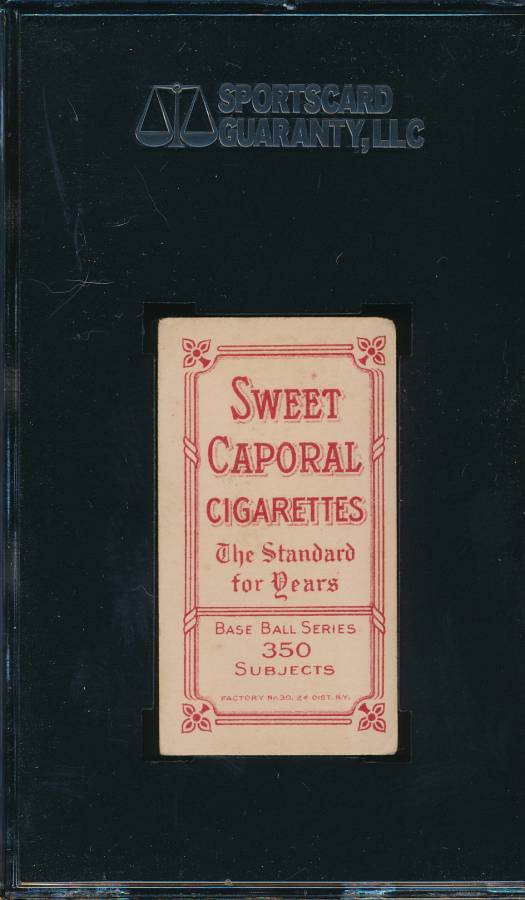 SPORTSCARD
GUARANTY, LLC
SWEET
CAPORAL
CIGARETTES
The Standard
for Years
BASE BALL SERIES
350
SUBJECTS
FACTORY No. 30, 2d DIST. N.Y.